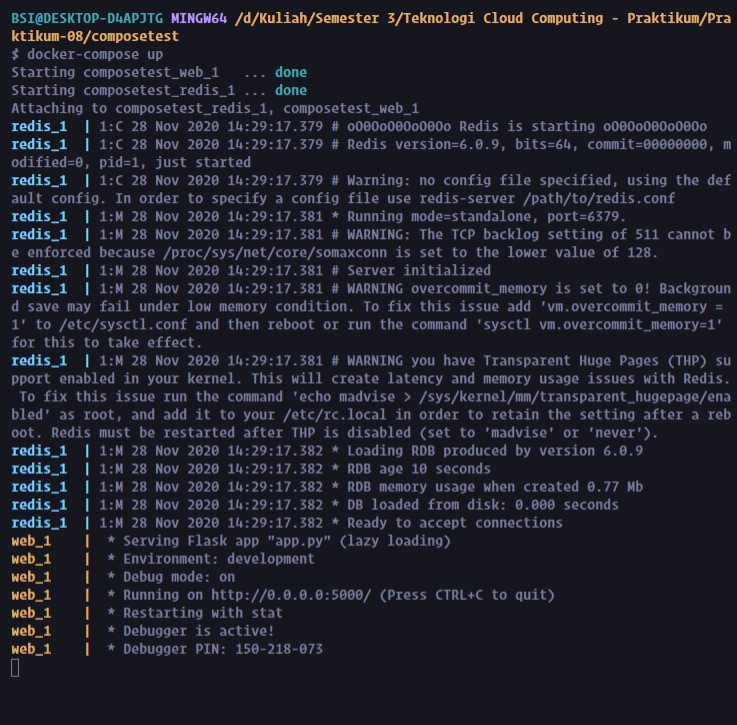 BSI@DESKTOP-D4APJTG MINGW64 /d/Kuliah/Semester 3/Teknologi Cloud Computing - Praktikum/Pra
ktikum-08/composetest
$ docker-compose up
Starting composetest_web_1   ... done
Starting composetest_redis_1 ... done
Attaching to composetest_redis_1, composetest_web_1
redis_1  | 1:C 28 Nov 2020 14:29:17.379 # oO0OoO0OoO0Oo Redis is starting oO0OoO0OoO0Oo
redis_1  | 1:C 28 Nov 2020 14:29:17.379 # Redis version=6.0.9, bits=64, commit=00000000, m
odified=0, pid=1, just started
redis_1  | 1:C 28 Nov 2020 14:29:17.379 # Warning: no config file specified, using the def
ault config. In order to specify a config file use redis-server /path/to/redis.conf
redis_1  | 1:M 28 Nov 2020 14:29:17.381 * Running mode=standalone, port=6379.
redis_1  | 1:M 28 Nov 2020 14:29:17.381 # WARNING: The TCP backlog setting of 511 cannot b
e enforced because /proc/sys/net/core/somaxconn is set to the lower value of 128.
redis_1  | 1:M 28 Nov 2020 14:29:17.381 # Server initialized
redis_1  | 1:M 28 Nov 2020 14:29:17.381 # WARNING overcommit_memory is set to 0! Backgroun
d save may fail under low memory condition. To fix this issue add 'vm.overcommit_memory =
1' to /etc/sysctl.conf and then reboot or run the command 'sysctl vm.overcommit_memory=1'
for this to take effect.
redis_1  | 1:M 28 Nov 2020 14:29:17.381 # WARNING you have Transparent Huge Pages (THP) su
pport enabled in your kernel. This will create latency and memory usage issues with Redis.
 To fix this issue run the command 'echo madvise > /sys/kernel/mm/transparent_hugepage/ena
bled' as root, and add it to your /etc/rc.local in order to retain the setting after a reb
oot. Redis must be restarted after THP is disabled (set to 'madvise' or 'never').
redis_1  | 1:M 28 Nov 2020 14:29:17.382 * Loading RDB produced by version 6.0.9
redis_1  | 1:M 28 Nov 2020 14:29:17.382 * RDB age 10 seconds
redis_1  | 1:M 28 Nov 2020 14:29:17.382 * RDB memory usage when created 0.77 Mb
redis_1  | 1:M 28 Nov 2020 14:29:17.382 * DB loaded from disk: 0.000 seconds
redis_1  | 1:M 28 Nov 2020 14:29:17.382 * Ready to accept connections
web_1    |  * Serving Flask app "app.py" (lazy loading)
web_1    |  * Environment: development
web_1    |  * Debug mode: on
web_1    |  * Running on http://0.0.0.0:5000/ (Press CTRL+C to quit)
web_1    |  * Restarting with stat
web_1    |  * Debugger is active!
web_1    |  * Debugger PIN: 150-218-073